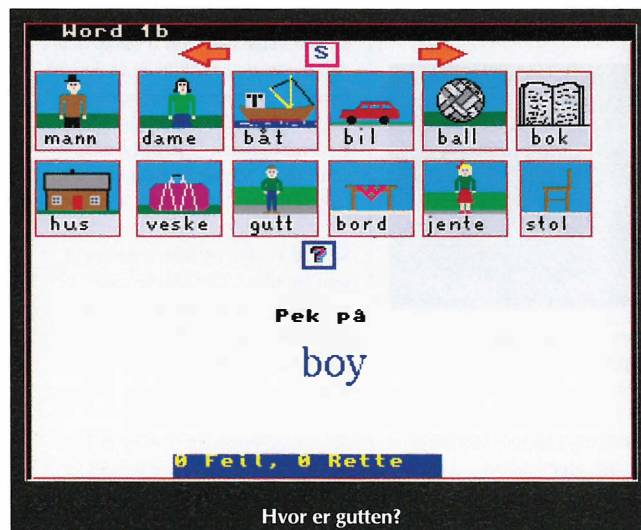 Word 1b
S
mann dame båt bil ball bok
hus veske gutt bord jente stol
?
Pek på
boy
0 Feil, 0 Rette
Hvor er gutten?